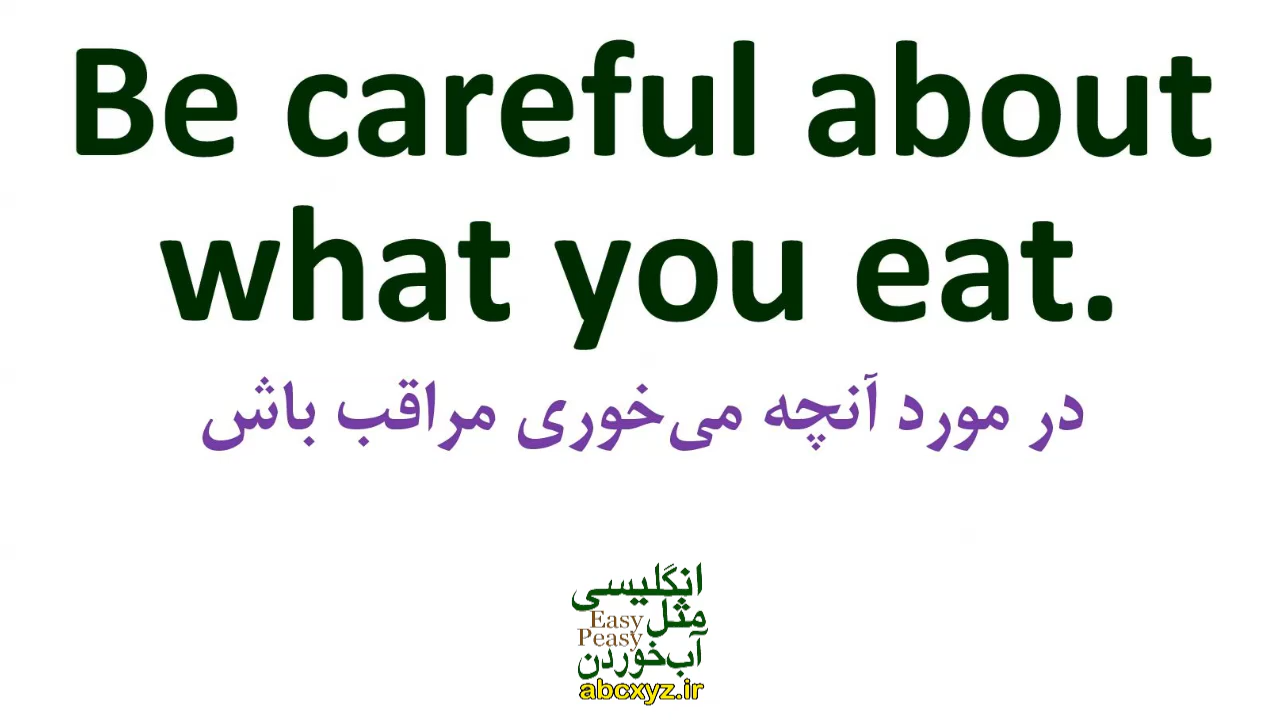 Be careful about
what you eat.
در مورد آنچه می‌خوری مراقب باش
انگلیسی
مثل
Easy
Peasy
آب‌خوردن
abcxyz.ir